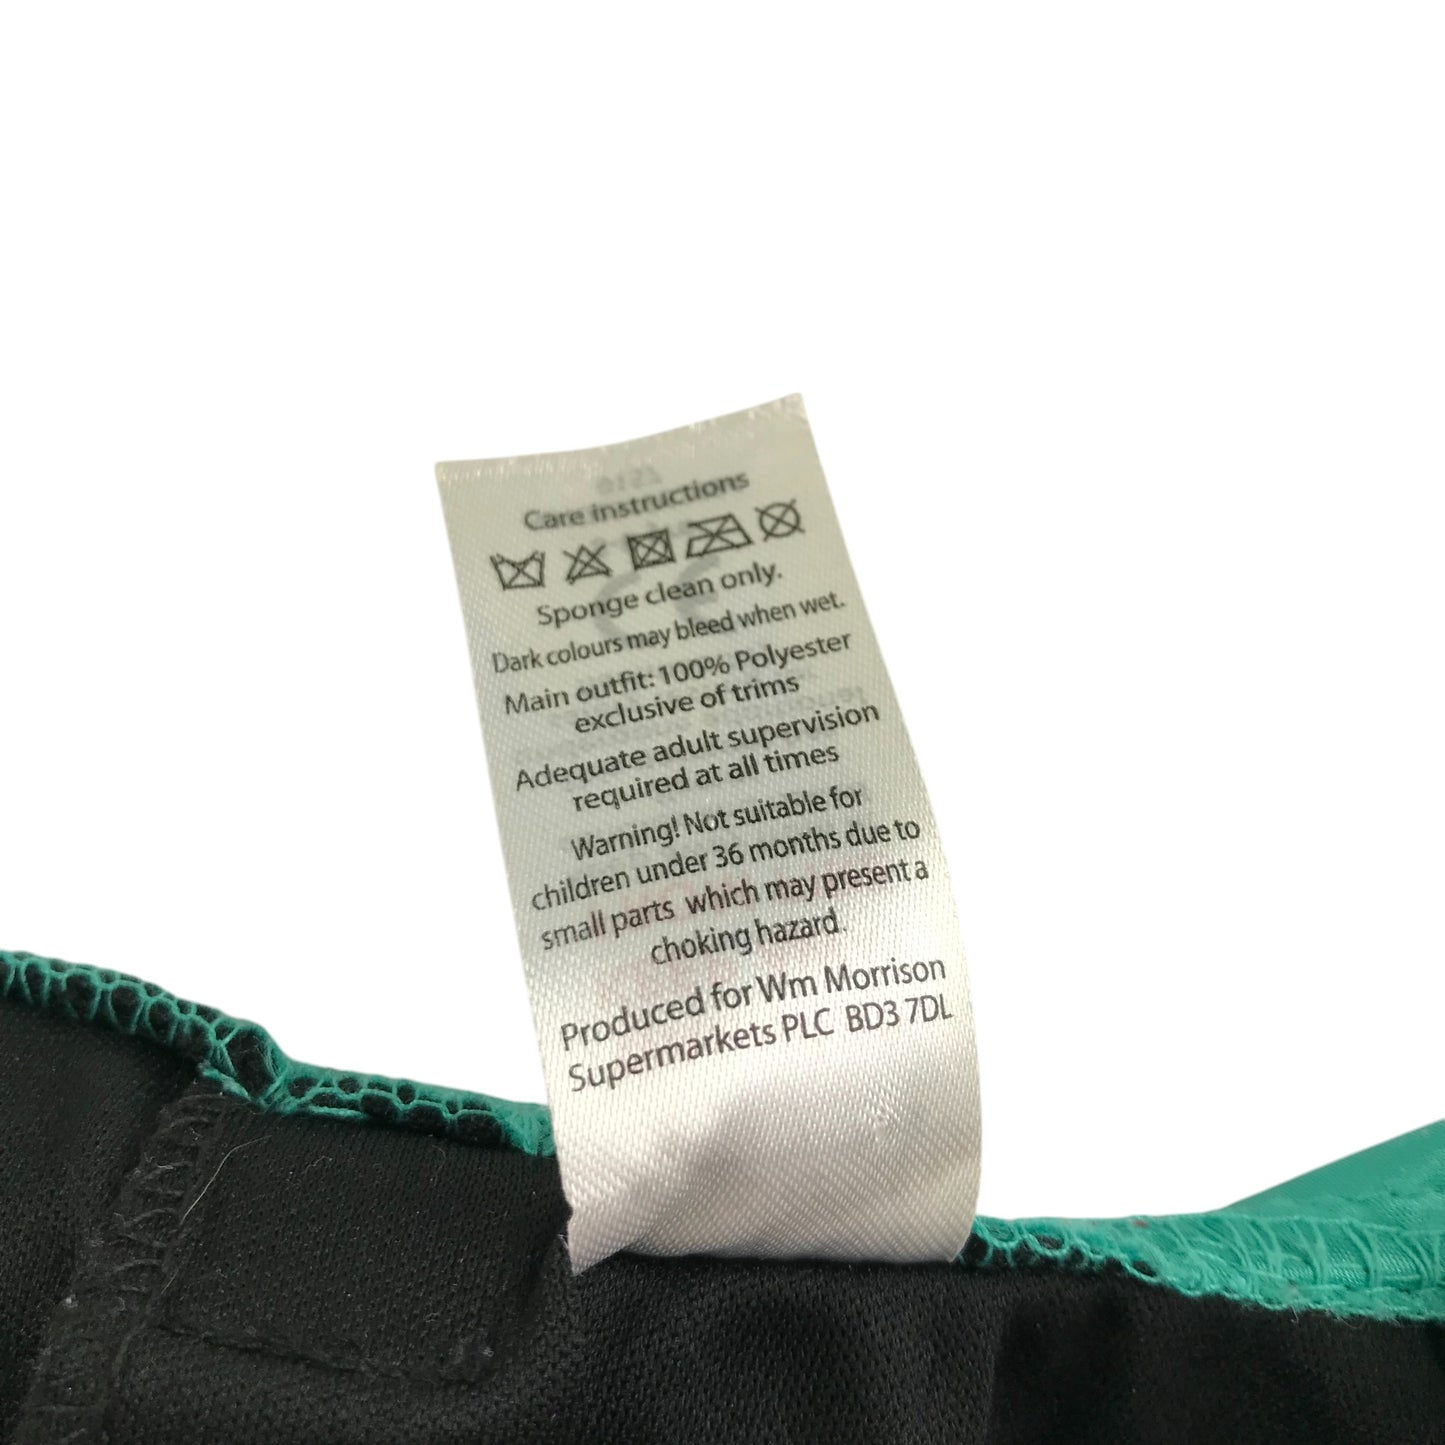 Care instructions
Sponge clean only.
Dark colours may bleed when wet.
Main outfit: 100% Polyester
exclusive of trims
Adequate adult supervision
required at all times
Warning! Not suitable for
children under 36 months due to
small parts which may present a
choking hazard.
Produced for Wm Morrison
Supermarkets PLC BD3 7DL